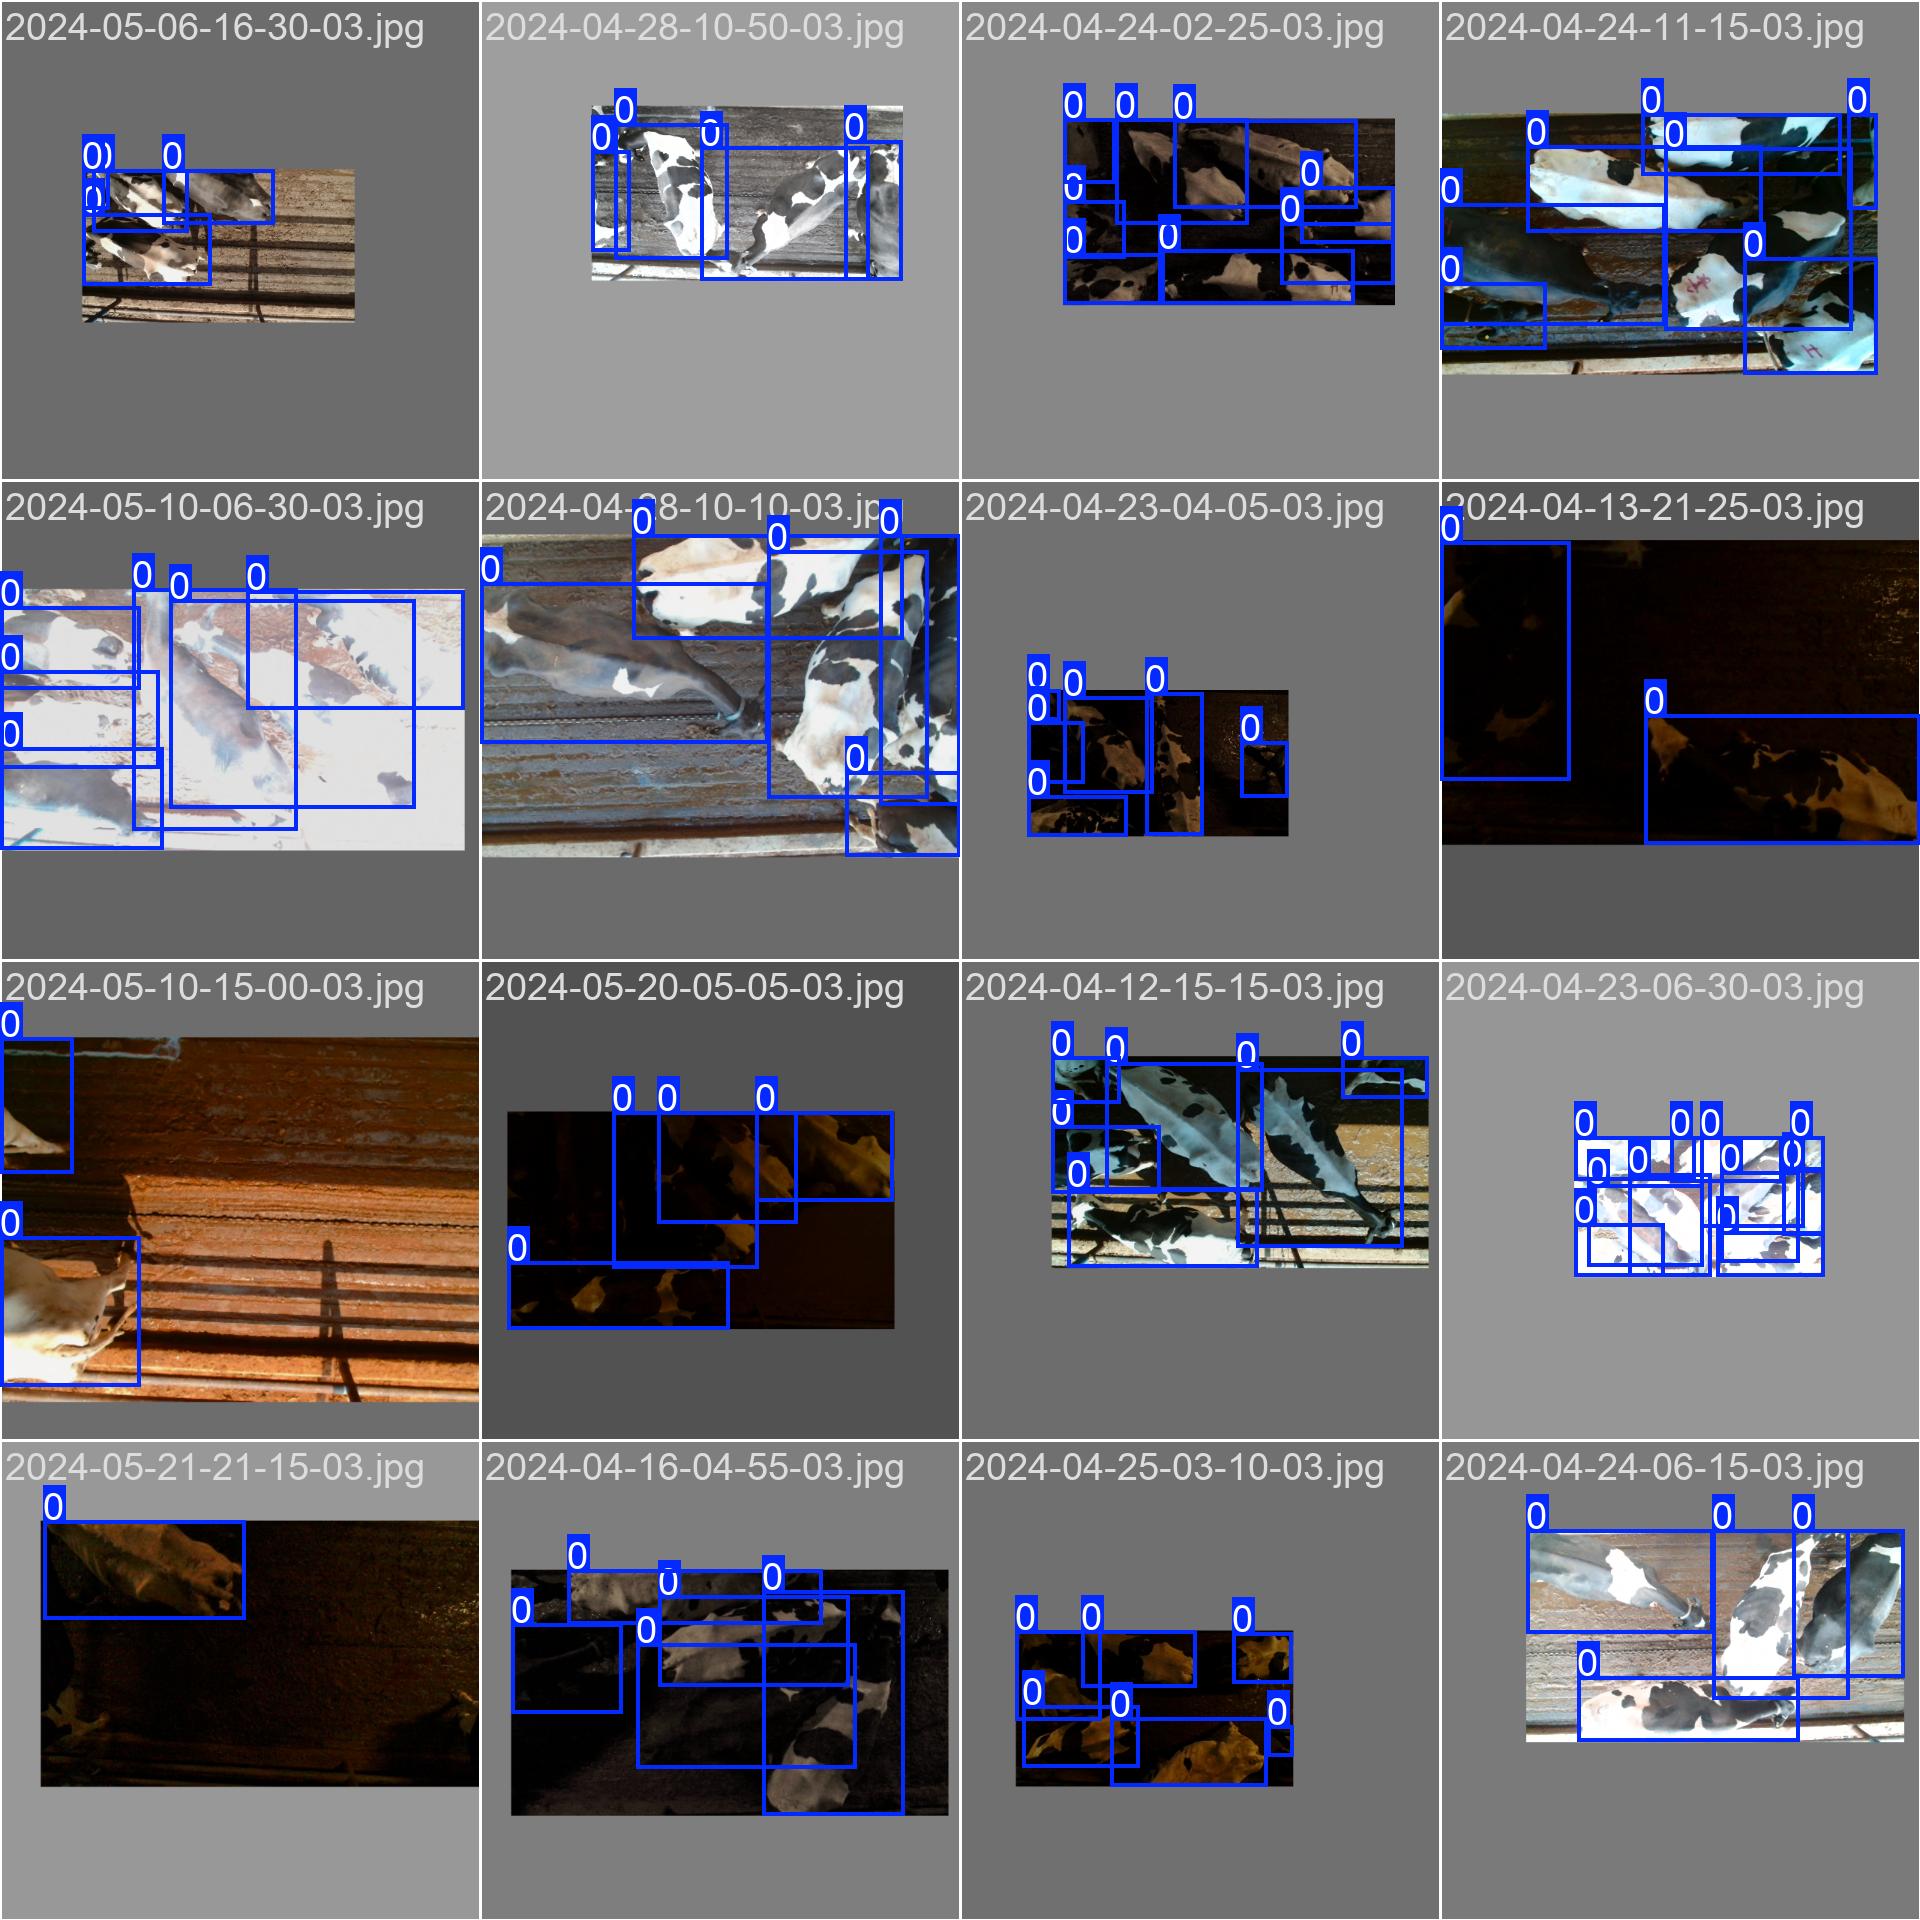 2024-05-06-16-30-03.jpg
2024-04-28-10-50-03.jpg
2024-04-24-02-25-03.jpg
2024-04-24-11-15-03.jpg
0 0
0 0 0 0
0 0 0 0 0 0 0 0
0 0 0 0 0 0 0
2024-05-10-06-30-03.jpg
2024-04-28-10-10-03.jpg
2024-04-23-04-05-03.jpg
2024-04-13-21-25-03.jpg
0 0 0 0 0 0
0 0 0 0 0
0 0 0 0 0 0
0 0
2024-05-10-15-00-03.jpg
2024-05-20-05-05-03.jpg
2024-04-12-15-15-03.jpg
2024-04-23-06-30-03.jpg
0 0
0 0 0 0
0 0 0 0 0 0
0 0 0 0 0 0 0 0 0 0
2024-05-21-21-15-03.jpg
2024-04-16-04-55-03.jpg
2024-04-25-03-10-03.jpg
2024-04-24-06-15-03.jpg
0
0 0 0 0 0
0 0 0 0 0 0
0 0 0 0